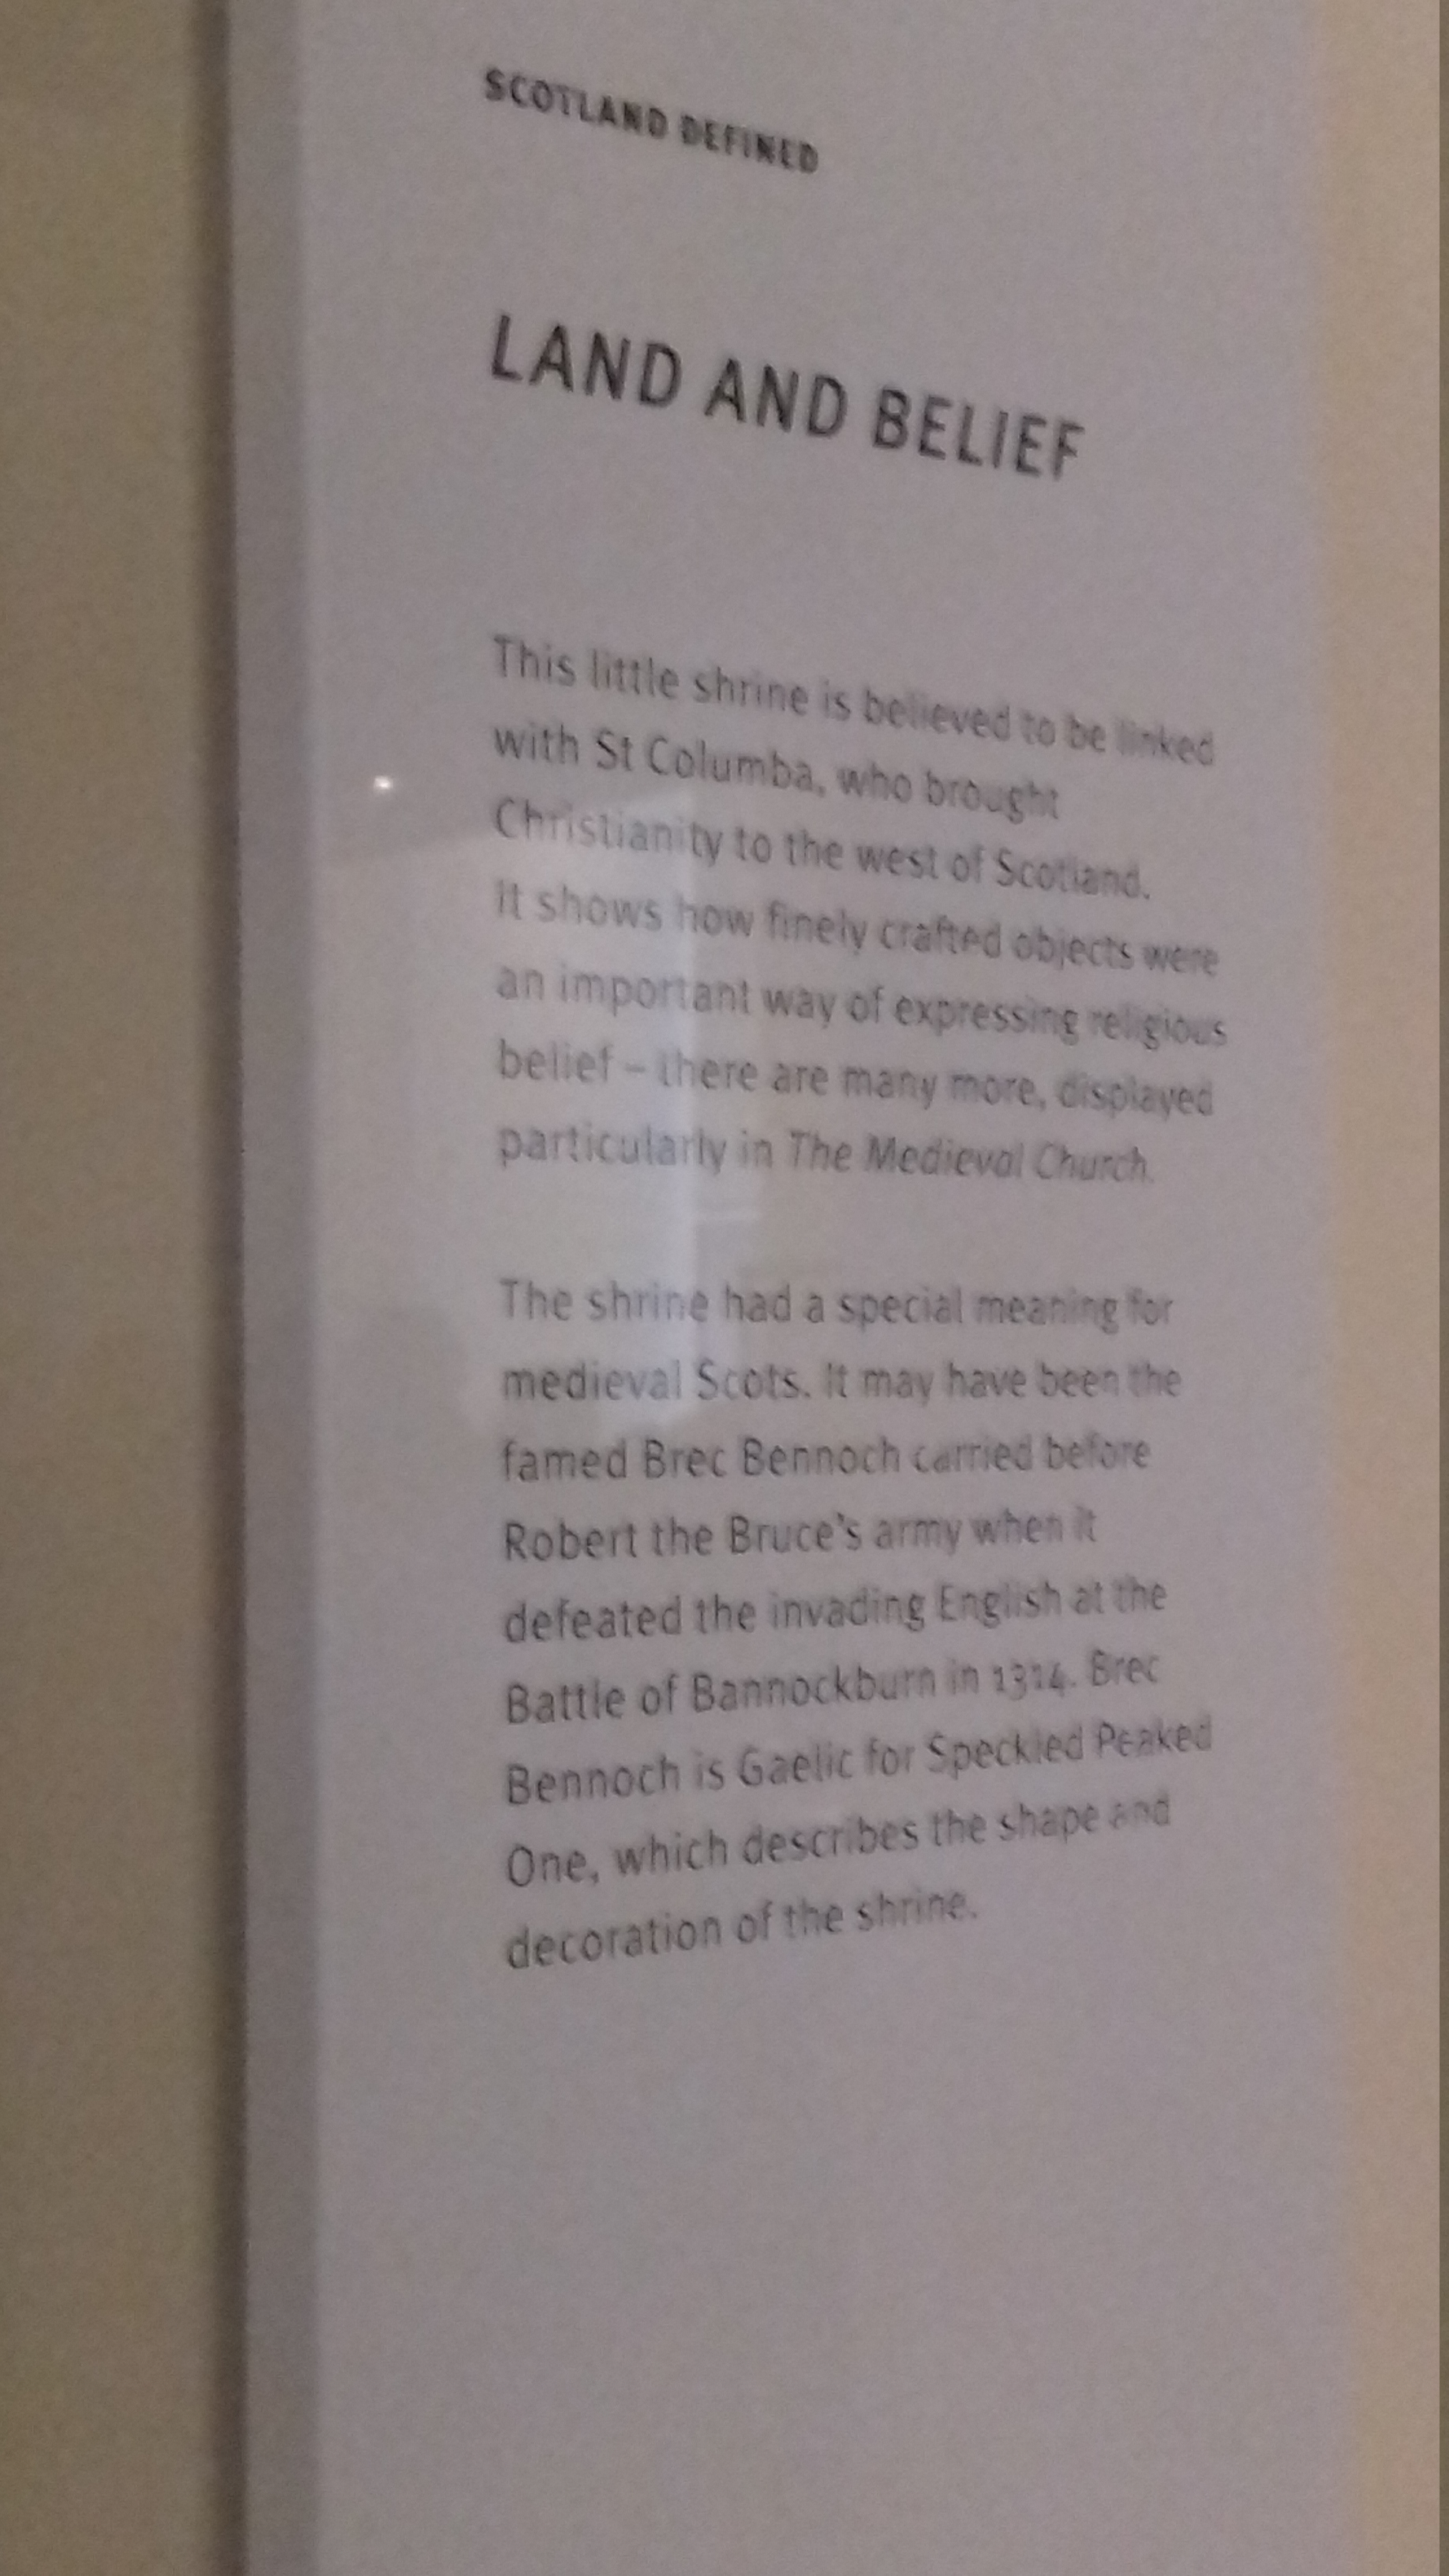 SCOTLAND DEFINED
LAND AND BELIEF
This little shrine is believed to be linked
with St Columba, who brought
Christianity to the west of Scotland.
It shows how finely crafted objects were
an important way of expressing religious
belief – there are many more, displayed
particularly in The Medieval Church.
The shrine had a special meaning for
medieval Scots. It may have been the
famed Brec Bennoch carried before
Robert the Bruce's army when it
defeated the invading English at the
Battle of Bannockburn in 1314. Brec
Bennoch is Gaelic for Speckled Peaked
One, which describes the shape and
decoration of the shrine.